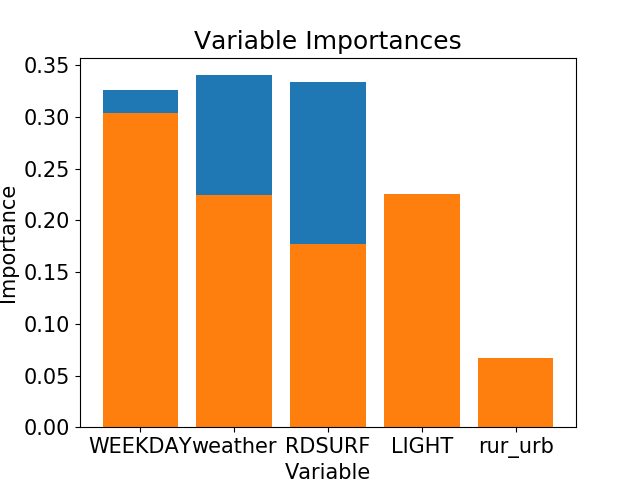 Variable Importances
Importance
0.35
0.30
0.25
0.20
0.15
0.10
0.05
0.00
WEEKDAY weather RDSURF LIGHT rur_urb
Variable